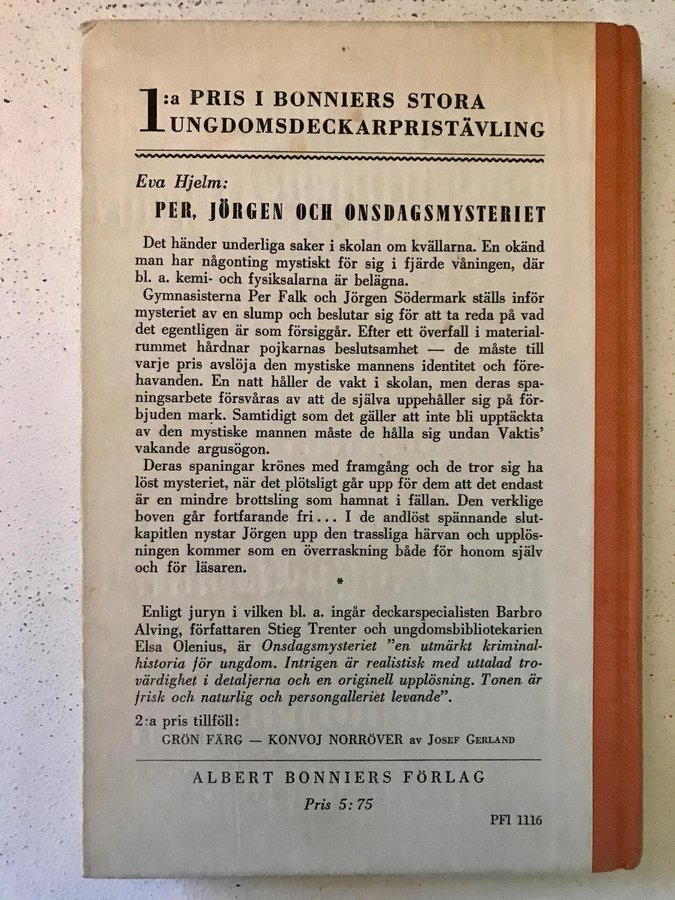 1:a PRIS I BONNIERS STORA
UNGDOMSDECKARPRISTÄVLING
Eva Hjelm:
PER, JÖRGEN OCH ONSDAGSMYSTERIET
Det händer underliga saker i skolan om kvällarna. En okänd
man har någonting mystiskt för sig i fjärde våningen, där
bl. a. kemi- och fysiksalarna är belägna.
Gymnasisterna Per Falk och Jörgen Södermark ställs inför
mysteriet av en slump och beslutar sig för att ta reda på vad
det egentligen är som försiggår. Efter ett överfall i material-
rummet hårdnar pojkarnas beslutsamhet — de måste till
varje pris avslöja den mystiske mannens identitet och före-
havanden. En natt håller de vakt i skolan, men deras spa-
ningsarbete försvåras av att de själva uppehåller sig på för-
bjuden mark. Samtidigt som det gäller att inte bli upptäckta
av den mystiske mannen måste de hålla sig undan Vaktis'
vakande argusögon.
Deras spaningar krönes med framgång och de tror sig ha
löst mysteriet, när det plötsligt går upp för dem att det endast
är en mindre brottsling som hamnat i fällan. Den verklige
boven går fortfarande fri... I de andlöst spännande slut-
kapitlen nystar Jörgen upp den trassliga härvan och upplös-
ningen kommer som en överraskning både för honom själv
och för läsaren.
*
Enligt juryn i vilken bl. a. ingår deckarspecialisten Barbro
Alving, författaren Stieg Trenter och ungdomsbibliotekarien
Elsa Olenius, är Onsdagsmysteriet "en utmärkt kriminal-
historia för ungdom. Intrigen är realistisk med uttalad tro-
värdighet i detaljerna och en originell upplösning. Tonen är
frisk och naturlig och persongalleriet levande".
2:a pris tillföll:
GRÖN FÄRG — KONVOJ NORRÖVER av JOSEF GERLAND
ALBERT BONNIERS FÖRLAG
Pris 5:75
PFl 1116